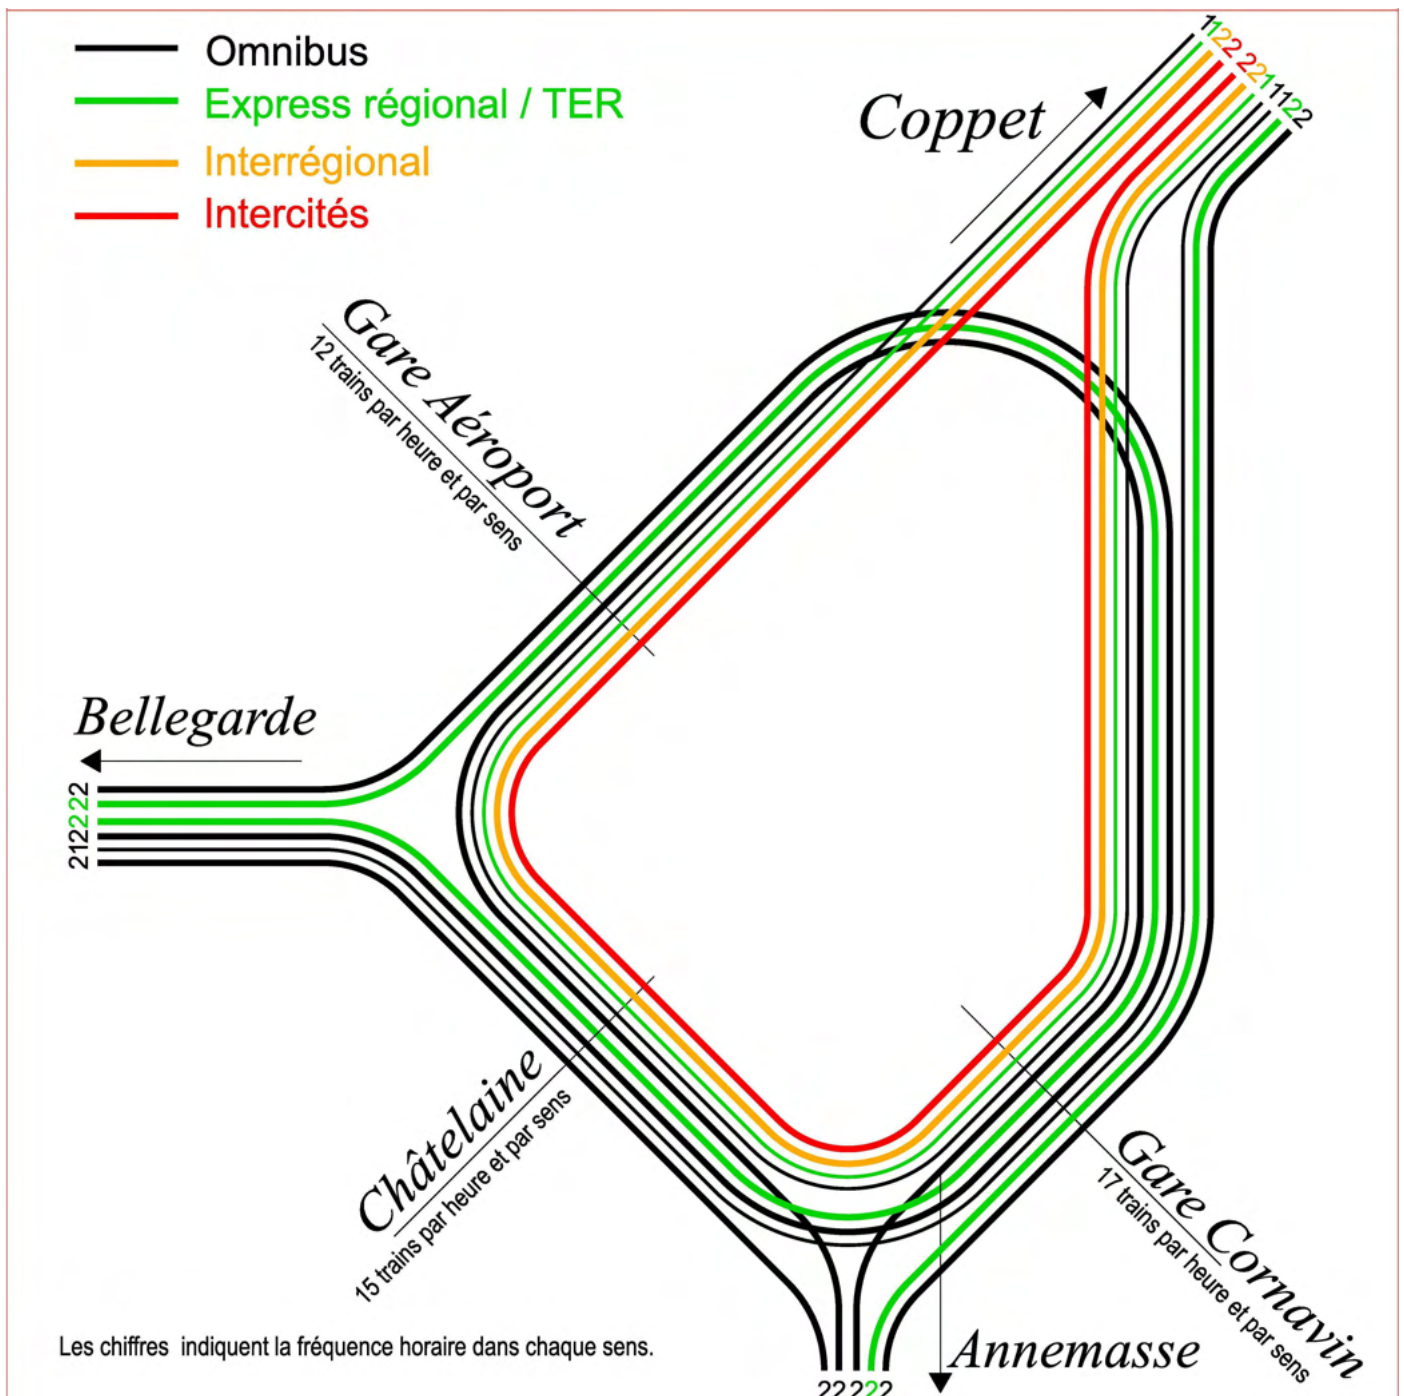 Omnibus
Express régional / TER
Interrégional
Intercités
11222211122
Coppet
Gare Aéroport
12 trains par heure et par sens
Bellegarde
222212
Châtelaine
15 trains par heure et par sens
Gare Cornavin
17 trains par heure et par sens
Les chiffres indiquent la fréquence horaire dans chaque sens.
Annemasse
22222